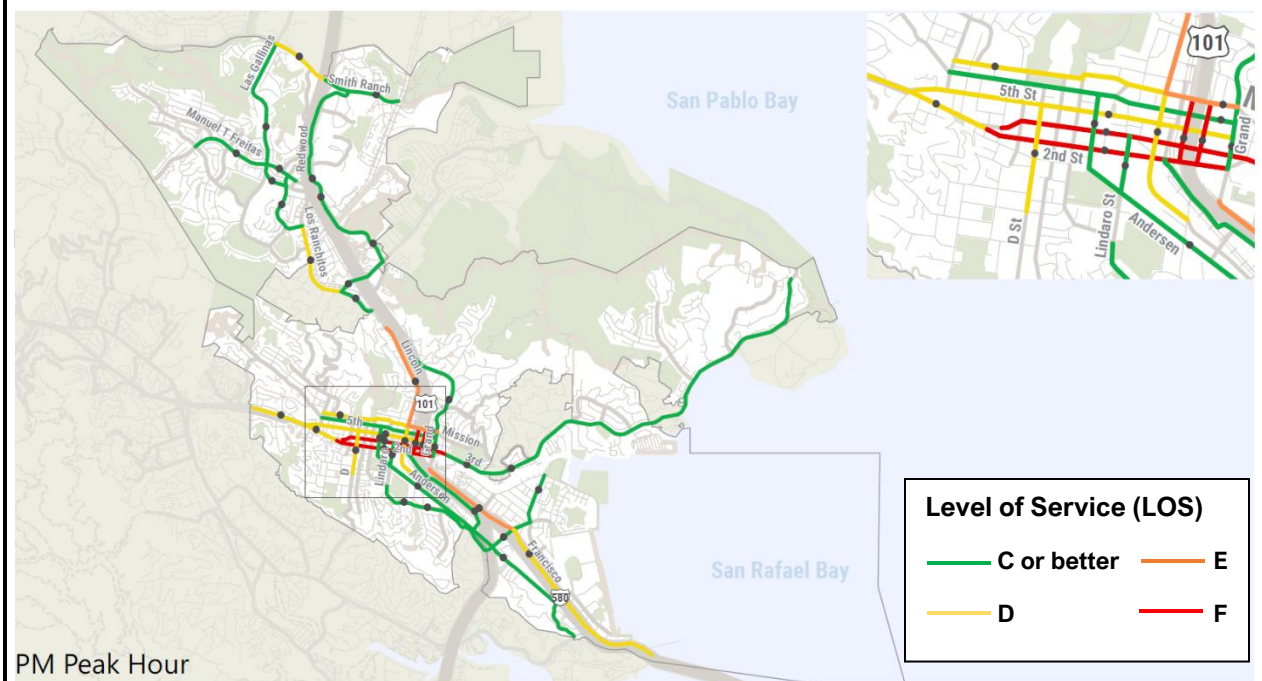 Las Gallinas
Smith Ranch
Manuel T Freitas
Redwood
Los Ranchitos
San Pablo Bay
Lincoln
101
5th
Mission
Grand
2nd
3rd
D
Lindaro
Andersen
Francisco
580
San Rafael Bay
PM Peak Hour
101
5th St
2nd St
D St
Lindaro St
Andersen
Grand
Level of Service (LOS)
C or better E
D F